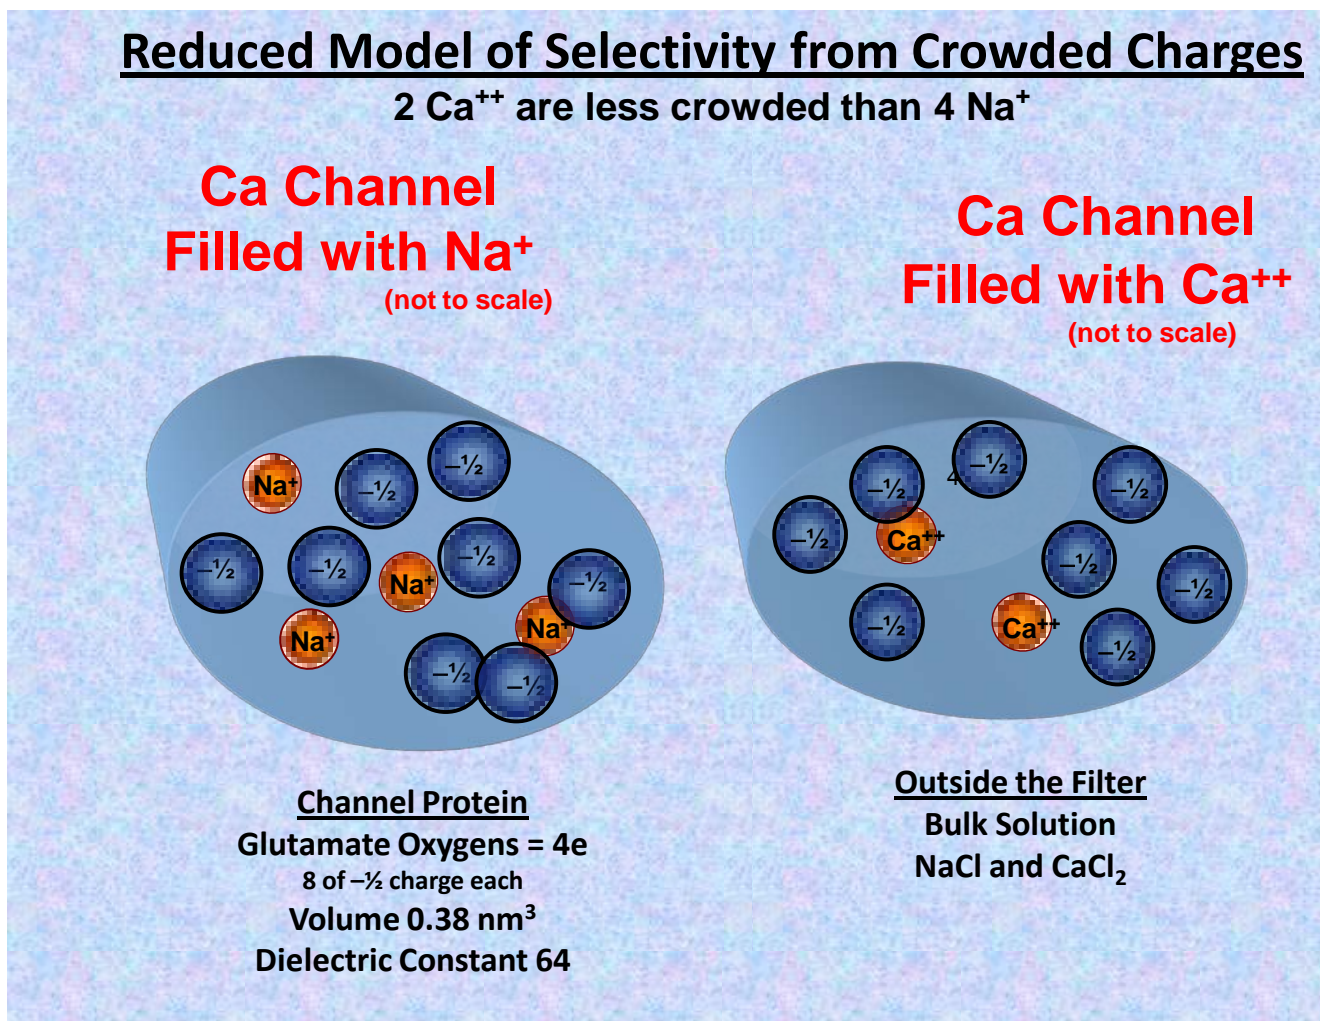 Reduced Model of Selectivity from Crowded Charges
2 Ca⁺⁺ are less crowded than 4 Na⁺
Ca Channel
Filled with Na⁺
(not to scale)
Ca Channel
Filled with Ca⁺⁺
(not to scale)
–½
Na⁺
–½
–½
–½
–½
Na⁺
–½
Na⁺
Na⁺
–½
–½
–½
–½
4
–½
–½
Ca⁺⁺
–½
–½
–½
Ca⁺⁺
–½
Channel Protein
Glutamate Oxygens = 4e
8 of –½ charge each
Volume 0.38 nm³
Dielectric Constant 64
Outside the Filter
Bulk Solution
NaCl and CaCl₂